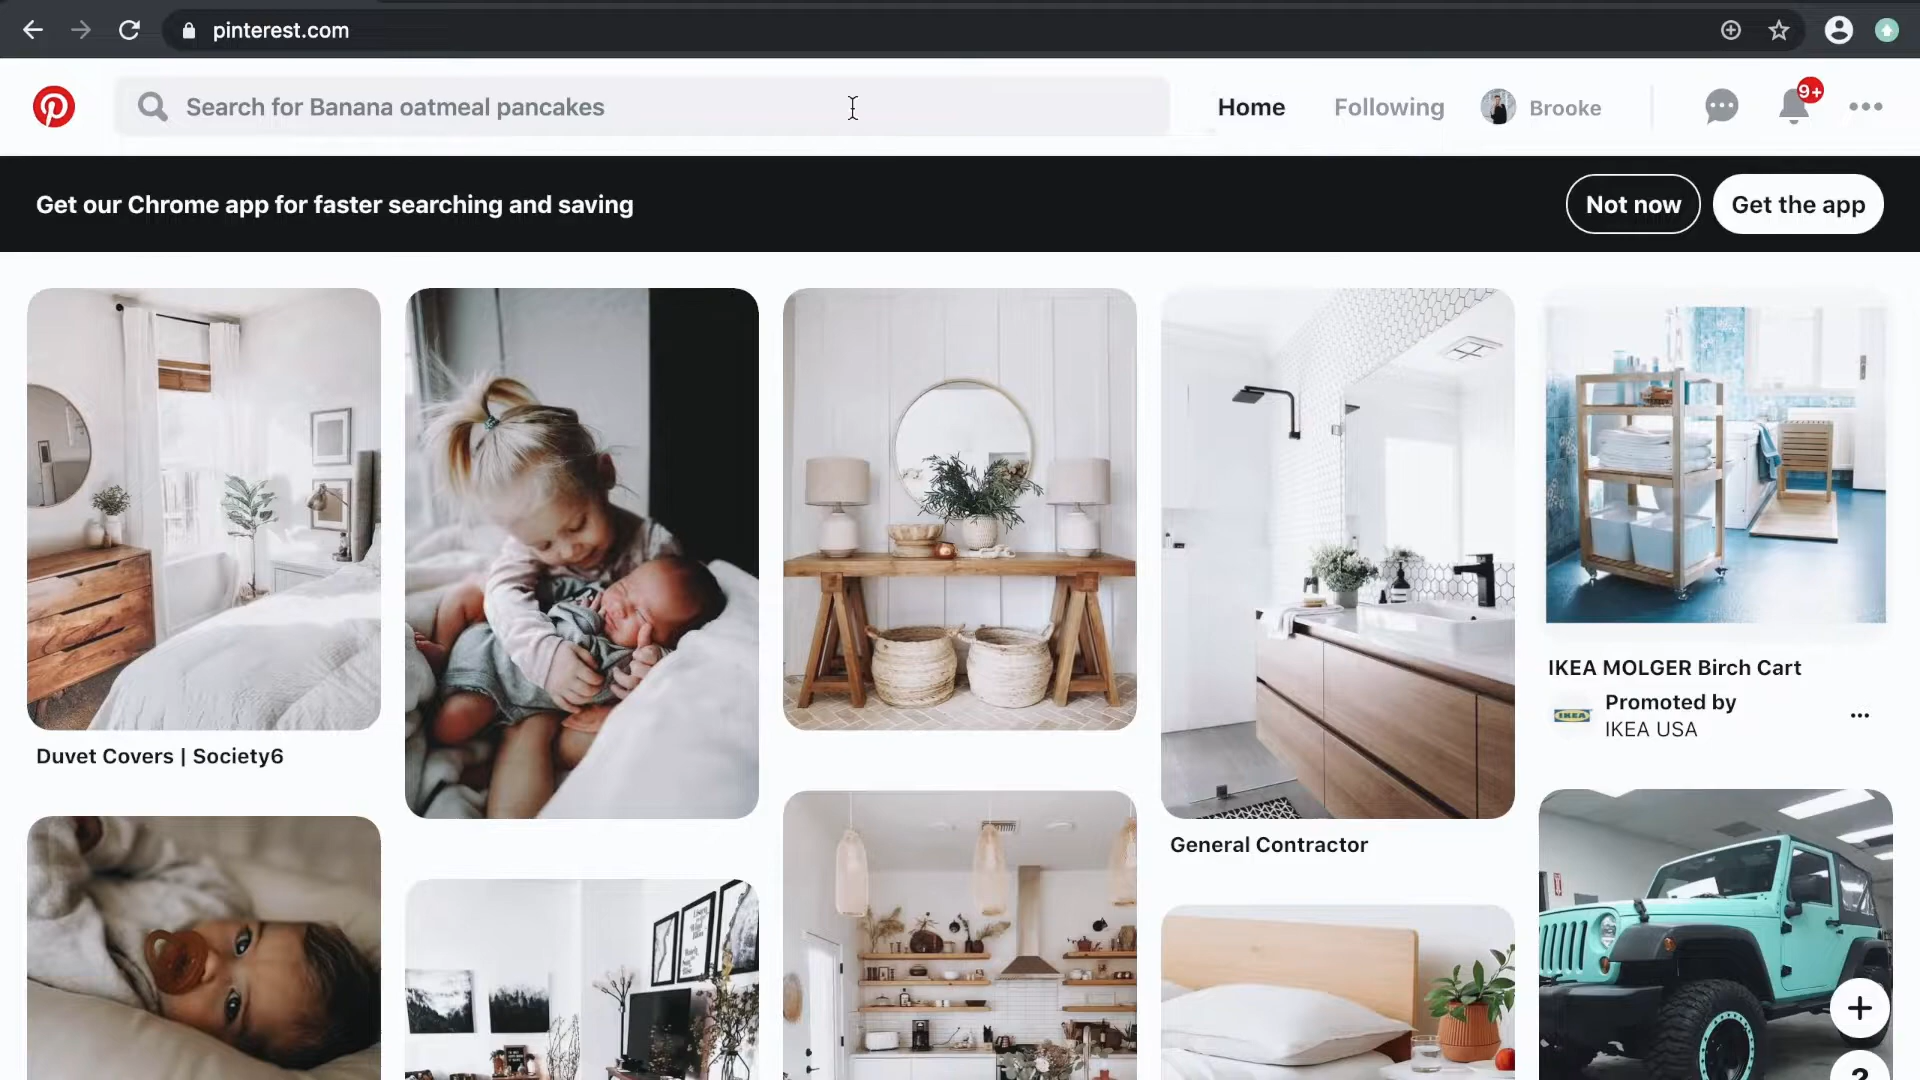 pinterest.com
Search for Banana oatmeal pancakes
Home
Following
Brooke
9+
Get our Chrome app for faster searching and saving
Not now
Get the app
Duvet Covers | Society6
General Contractor
IKEA MOLGER Birch Cart
IKEA
Promoted by
IKEA USA